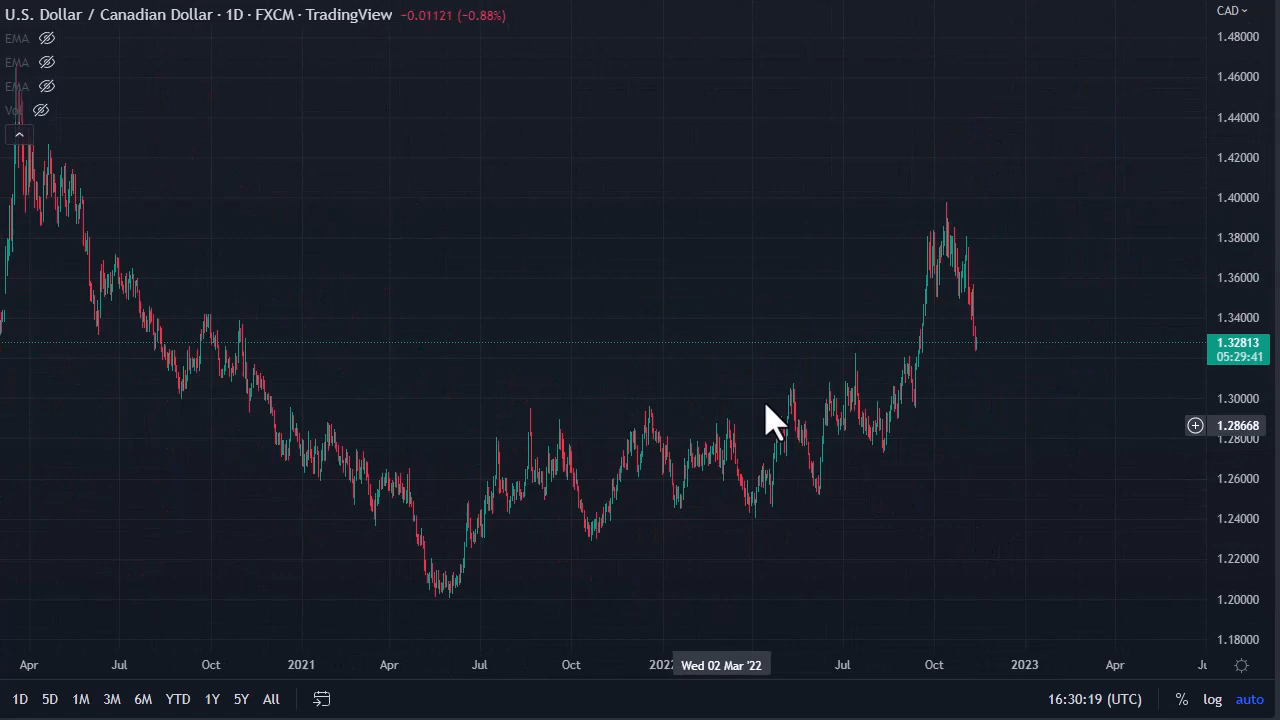 U.S. Dollar / Canadian Dollar · 1D · FXCM · TradingView −0.01121 (−0.88%)
CAD
EMA
EMA
EMA
Vol
1.48000
1.46000
1.44000
1.42000
1.40000
1.38000
1.36000
1.34000
1.32813
05:29:41
1.30000
1.28668
1.28000
1.26000
1.24000
1.22000
1.20000
1.18000
Apr Jul Oct 2021 Apr Jul Oct 2022 Wed 02 Mar '22 Jul Oct 2023 Apr
1D 5D 1M 3M 6M YTD 1Y 5Y All 16:30:19 (UTC) % log auto